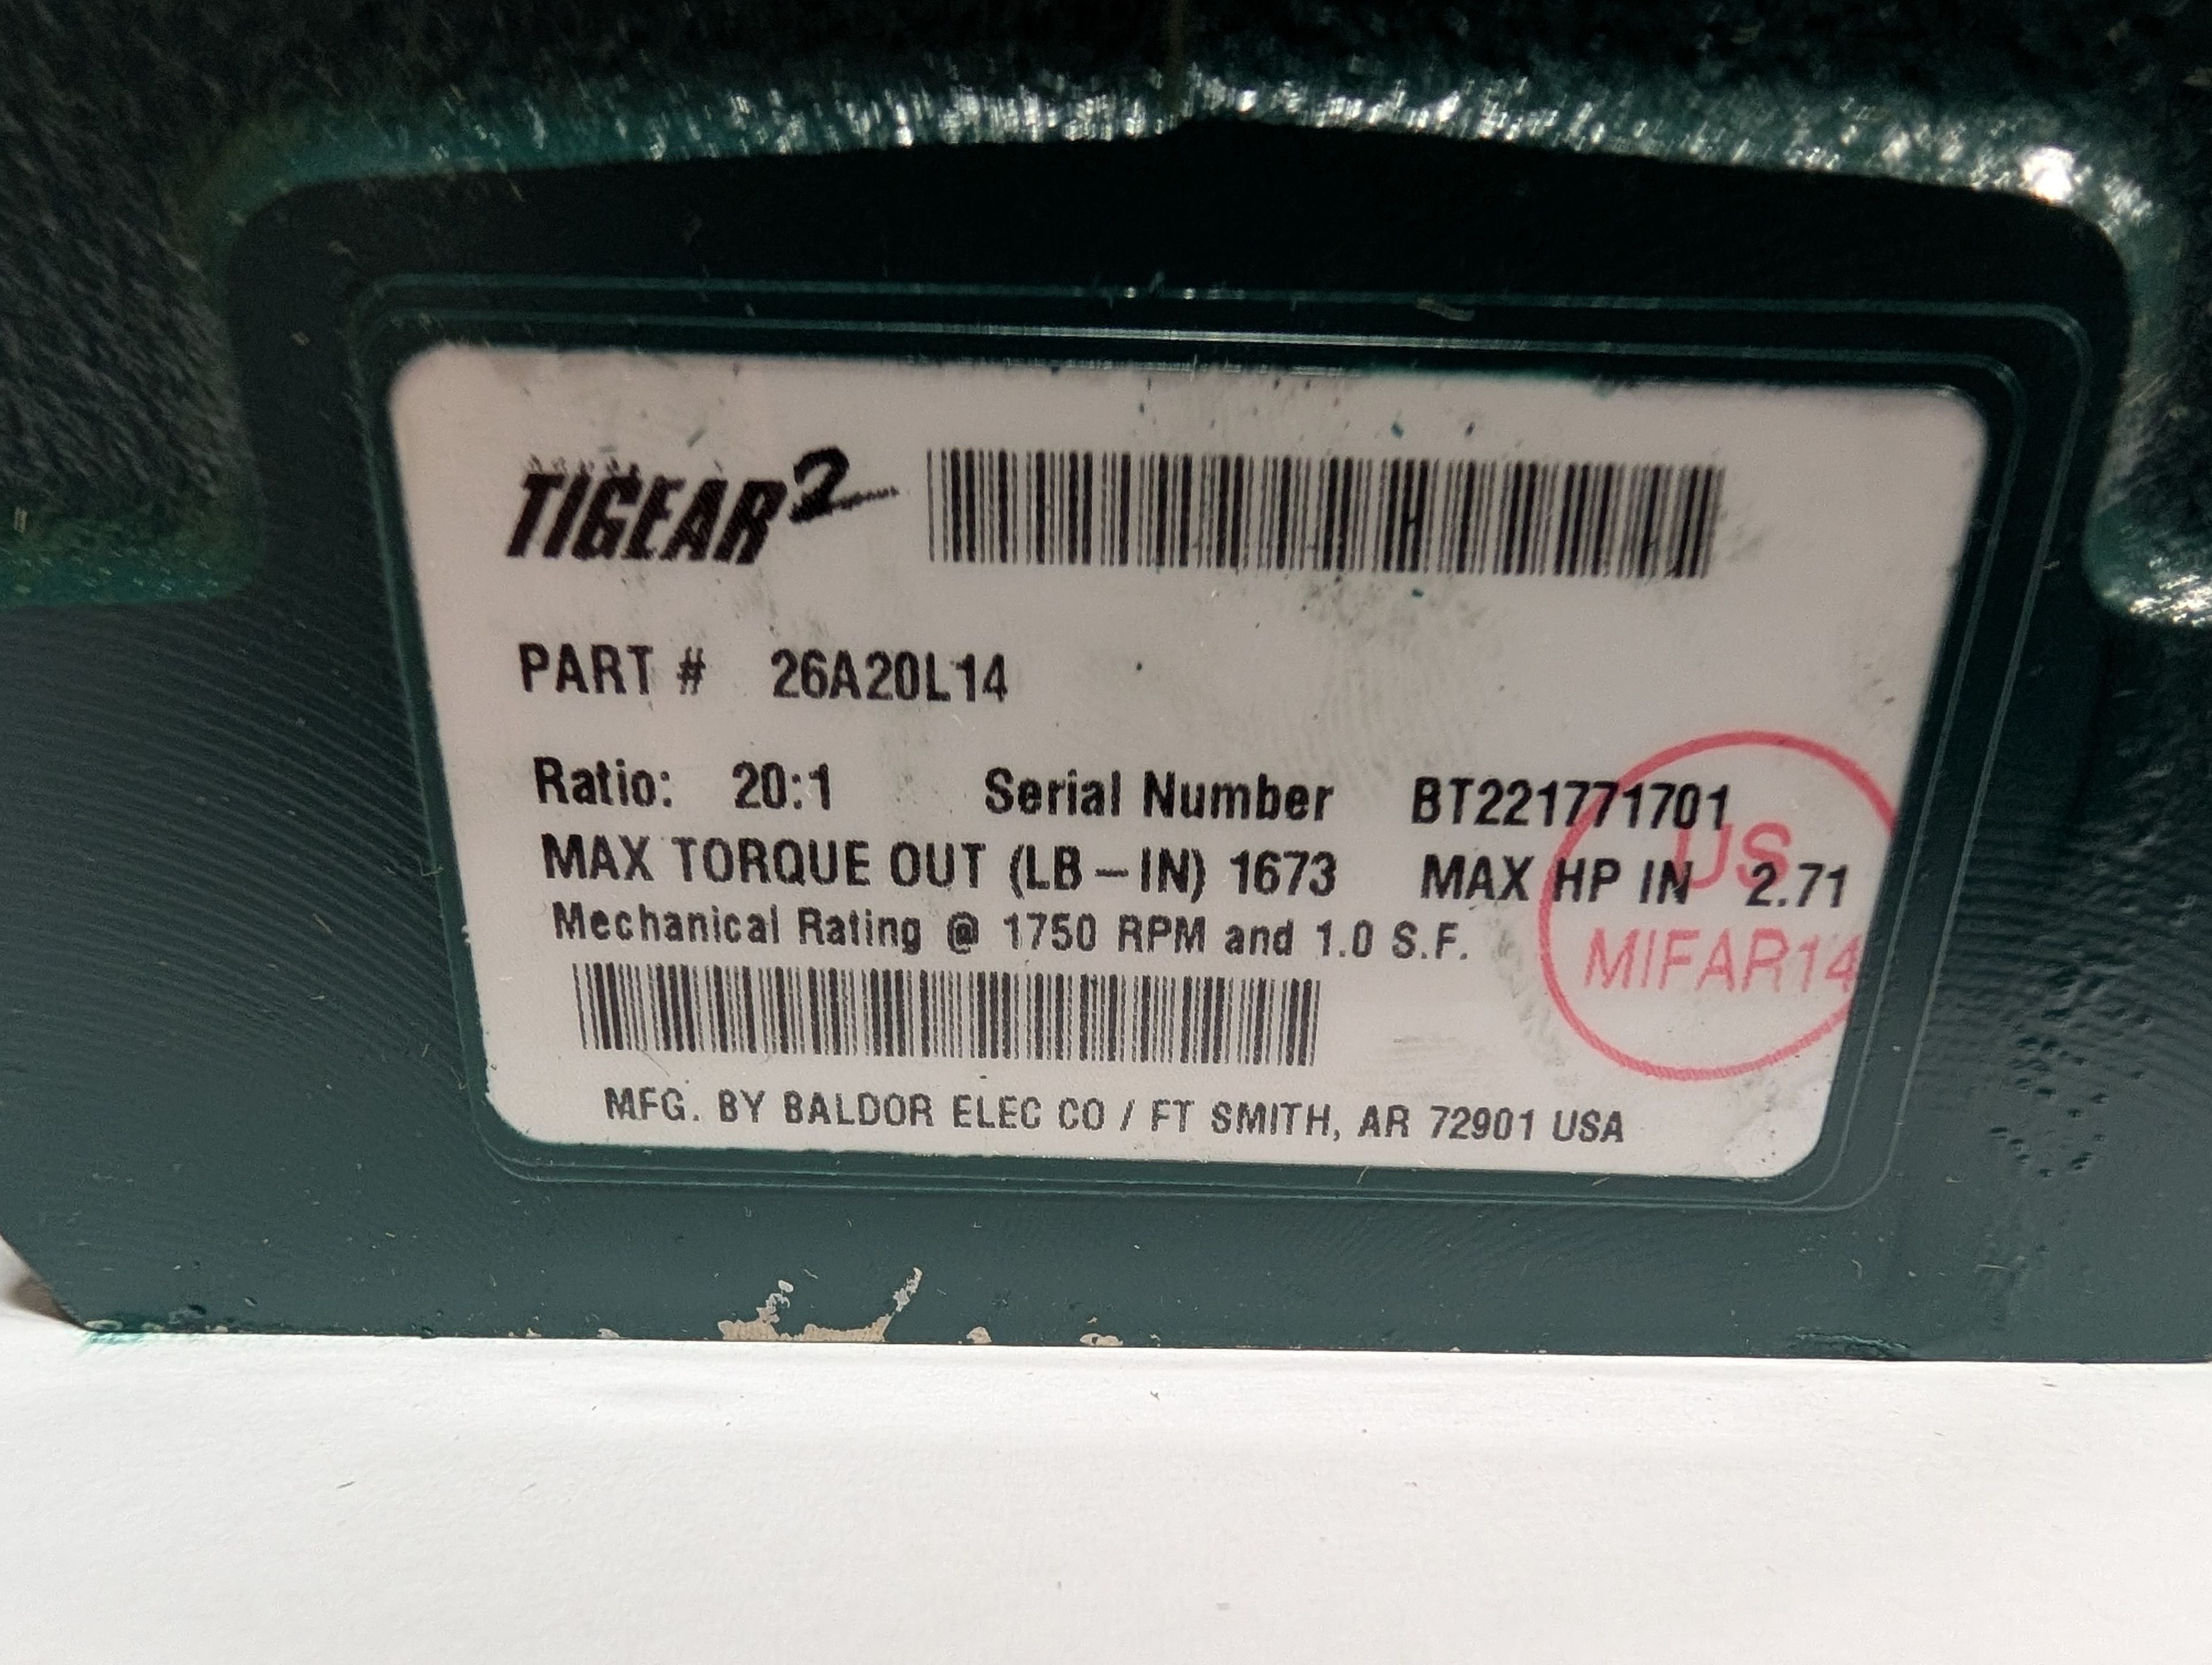 TIGEAR2
PART # 26A20L14
Ratio: 20:1 Serial Number BT221771701
MAX TORQUE OUT (LB-IN) 1673 MAX HP IN 2.71
Mechanical Rating @ 1750 RPM and 1.0 S.F.
US
MIFAR14
MFG. BY BALDOR ELEC CO / FT SMITH, AR 72901 USA